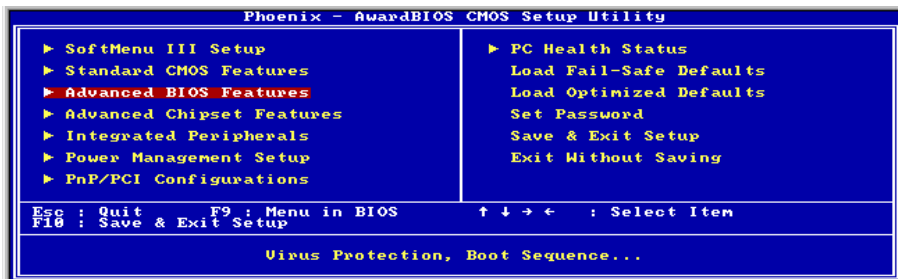 Phoenix - AwardBIOS CMOS Setup Utility
► SoftMenu III Setup
► Standard CMOS Features
► Advanced BIOS Features
► Advanced Chipset Features
► Integrated Peripherals
► Power Management Setup
► PnP/PCI Configurations
► PC Health Status
Load Fail-Safe Defaults
Load Optimized Defaults
Set Password
Save & Exit Setup
Exit Without Saving
Esc : Quit F9 : Menu in BIOS ↑ ↓ → ← : Select Item
F10 : Save & Exit Setup
Virus Protection, Boot Sequence...